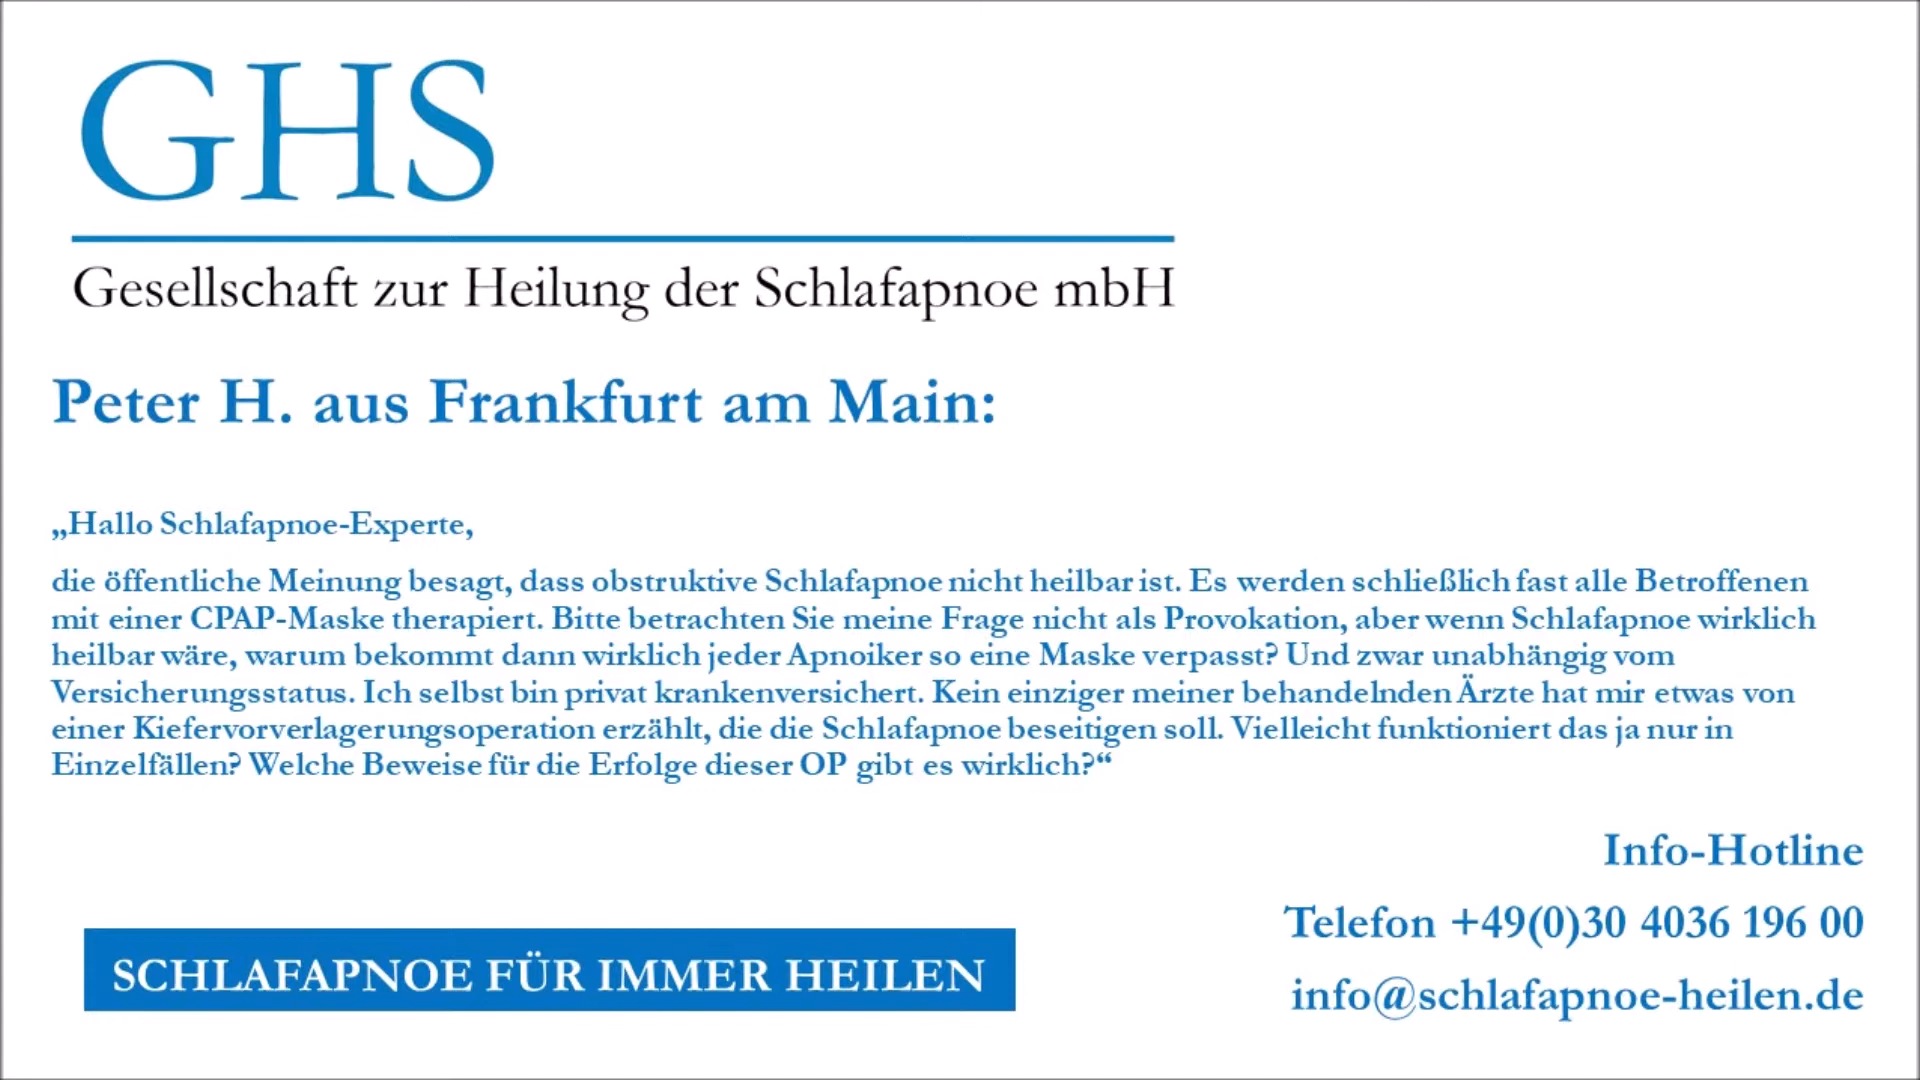 GHS
Gesellschaft zur Heilung der Schlafapnoe mbH
Peter H. aus Frankfurt am Main:
„Hallo Schlafapnoe-Experte,
die öffentliche Meinung besagt, dass obstruktive Schlafapnoe nicht heilbar ist. Es werden schließlich fast alle Betroffenen
mit einer CPAP-Maske therapiert. Bitte betrachten Sie meine Frage nicht als Provokation, aber wenn Schlafapnoe wirklich
heilbar wäre, warum bekommt dann wirklich jeder Apnoiker so eine Maske verpasst? Und zwar unabhängig vom
Versicherungsstatus. Ich selbst bin privat krankenversichert. Kein einziger meiner behandelnden Ärzte hat mir etwas von
einer Kiefervorverlagerungsoperation erzählt, die die Schlafapnoe beseitigen soll. Vielleicht funktioniert das ja nur in
Einzelfällen? Welche Beweise für die Erfolge dieser OP gibt es wirklich?“
Info-Hotline
Telefon +49(0)30 4036 196 00
info@schlafapnoe-heilen.de
SCHLAFAPNOE FÜR IMMER HEILEN